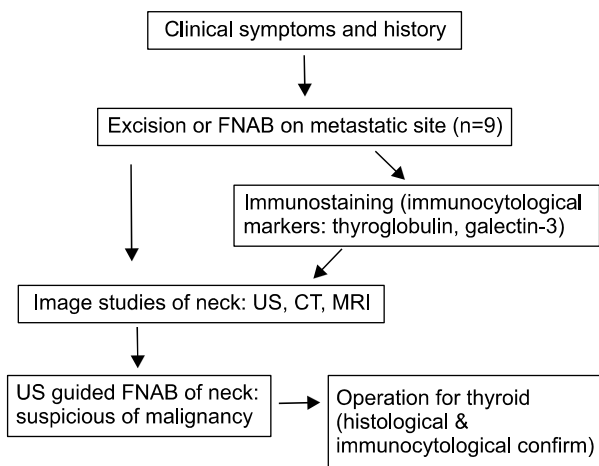 Clinical symptoms and history
Excision or FNAB on metastatic site (n=9)
Immunostaining (immunocytological
markers: thyroglobulin, galectin-3)
Image studies of neck: US, CT, MRI
US guided FNAB of neck:
suspicious of malignancy
Operation for thyroid
(histological &
immunocytological confirm)